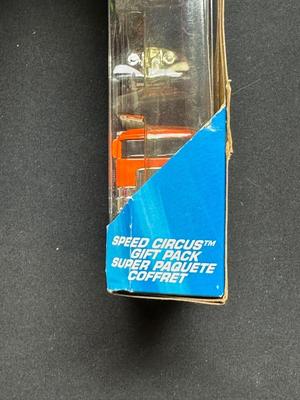 SPEED CIRCUS™
GIFT PACK
SUPER PAQUETE
COFFRET